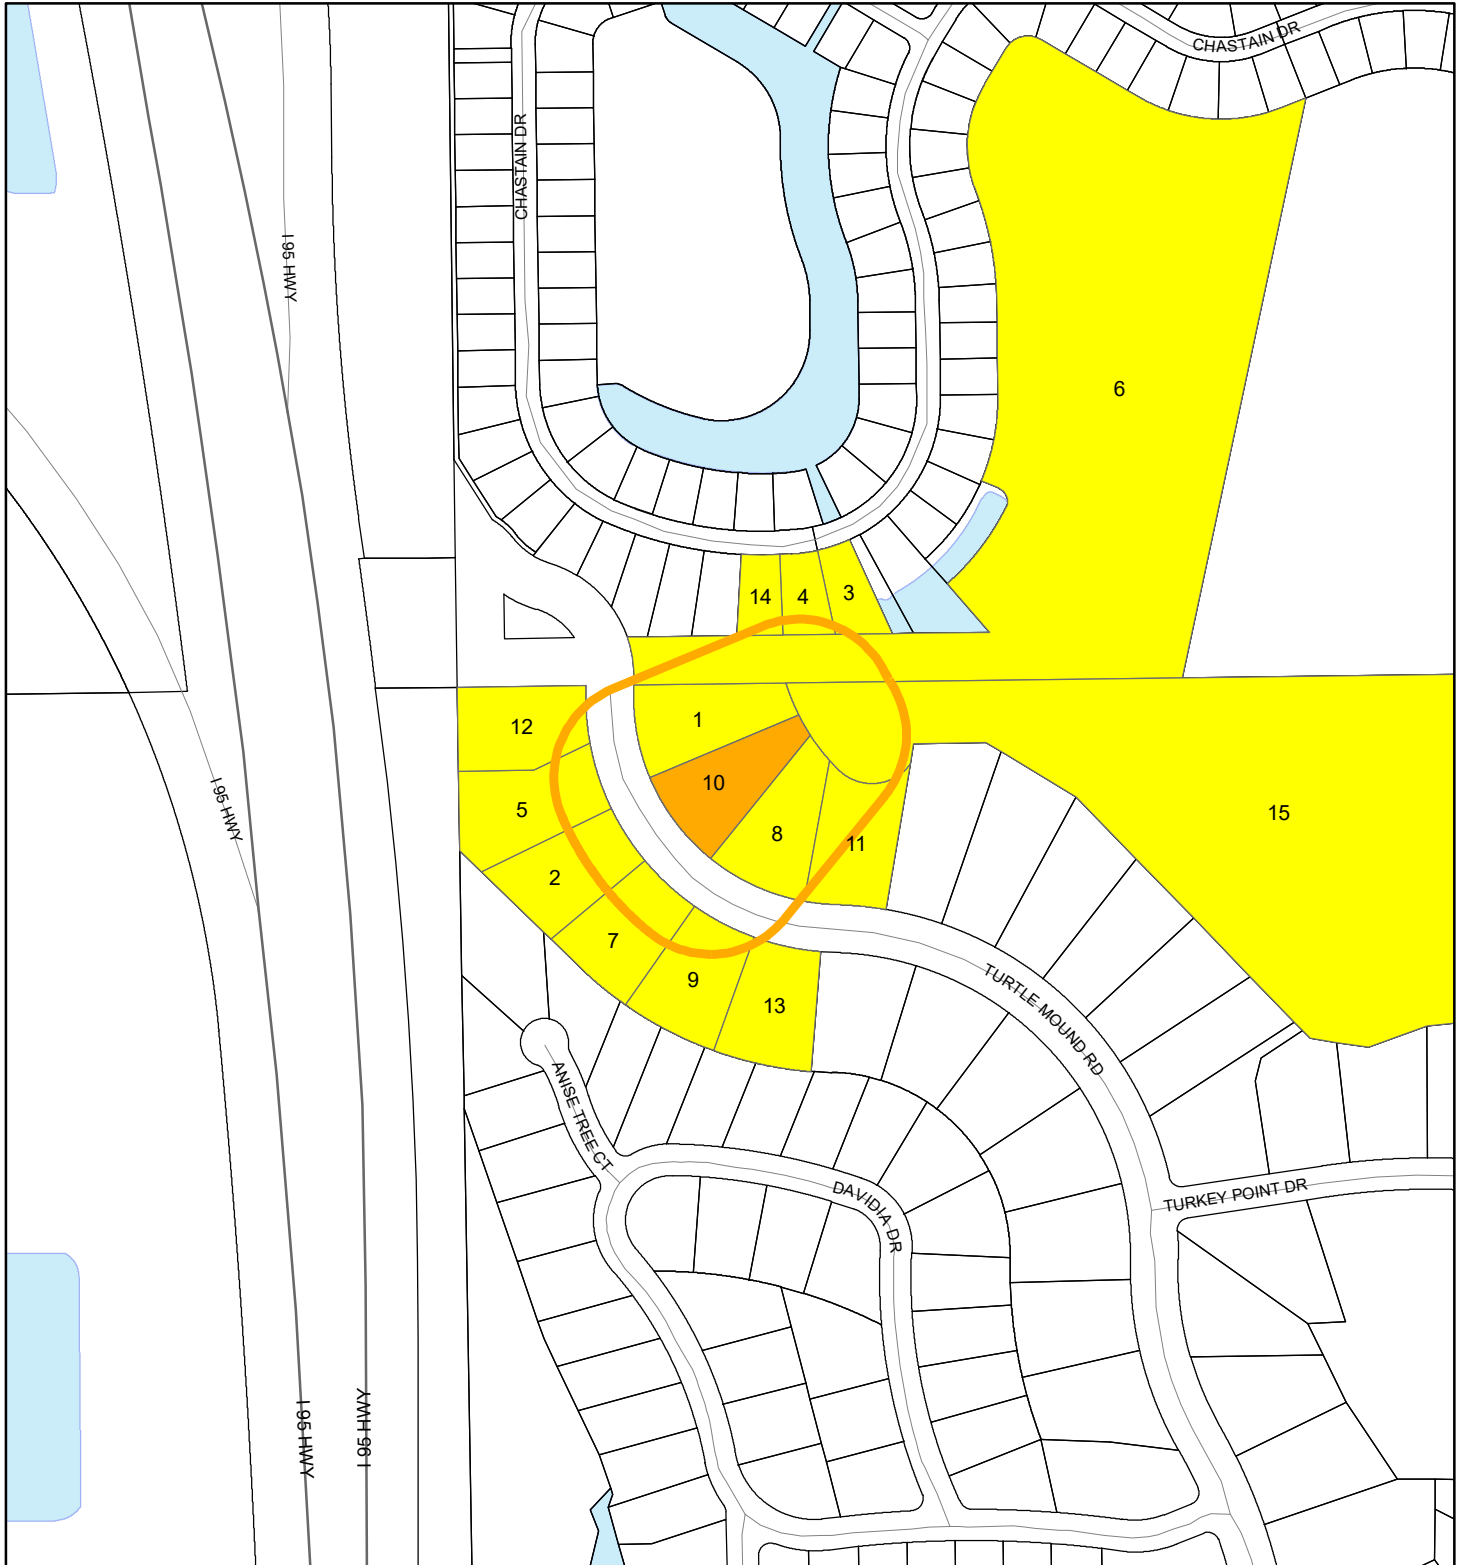 CHASTAIN DR
CHASTAIN DR
I 95 HWY
6
14
4
3
1
12
10
I 95 HWY
5
15
8
11
2
7
9
13
TURTLE MOUND RD
ANISE TREE CT
DAVIDIA DR
TURKEY POINT DR
I 95 HWY
I 95 HWY